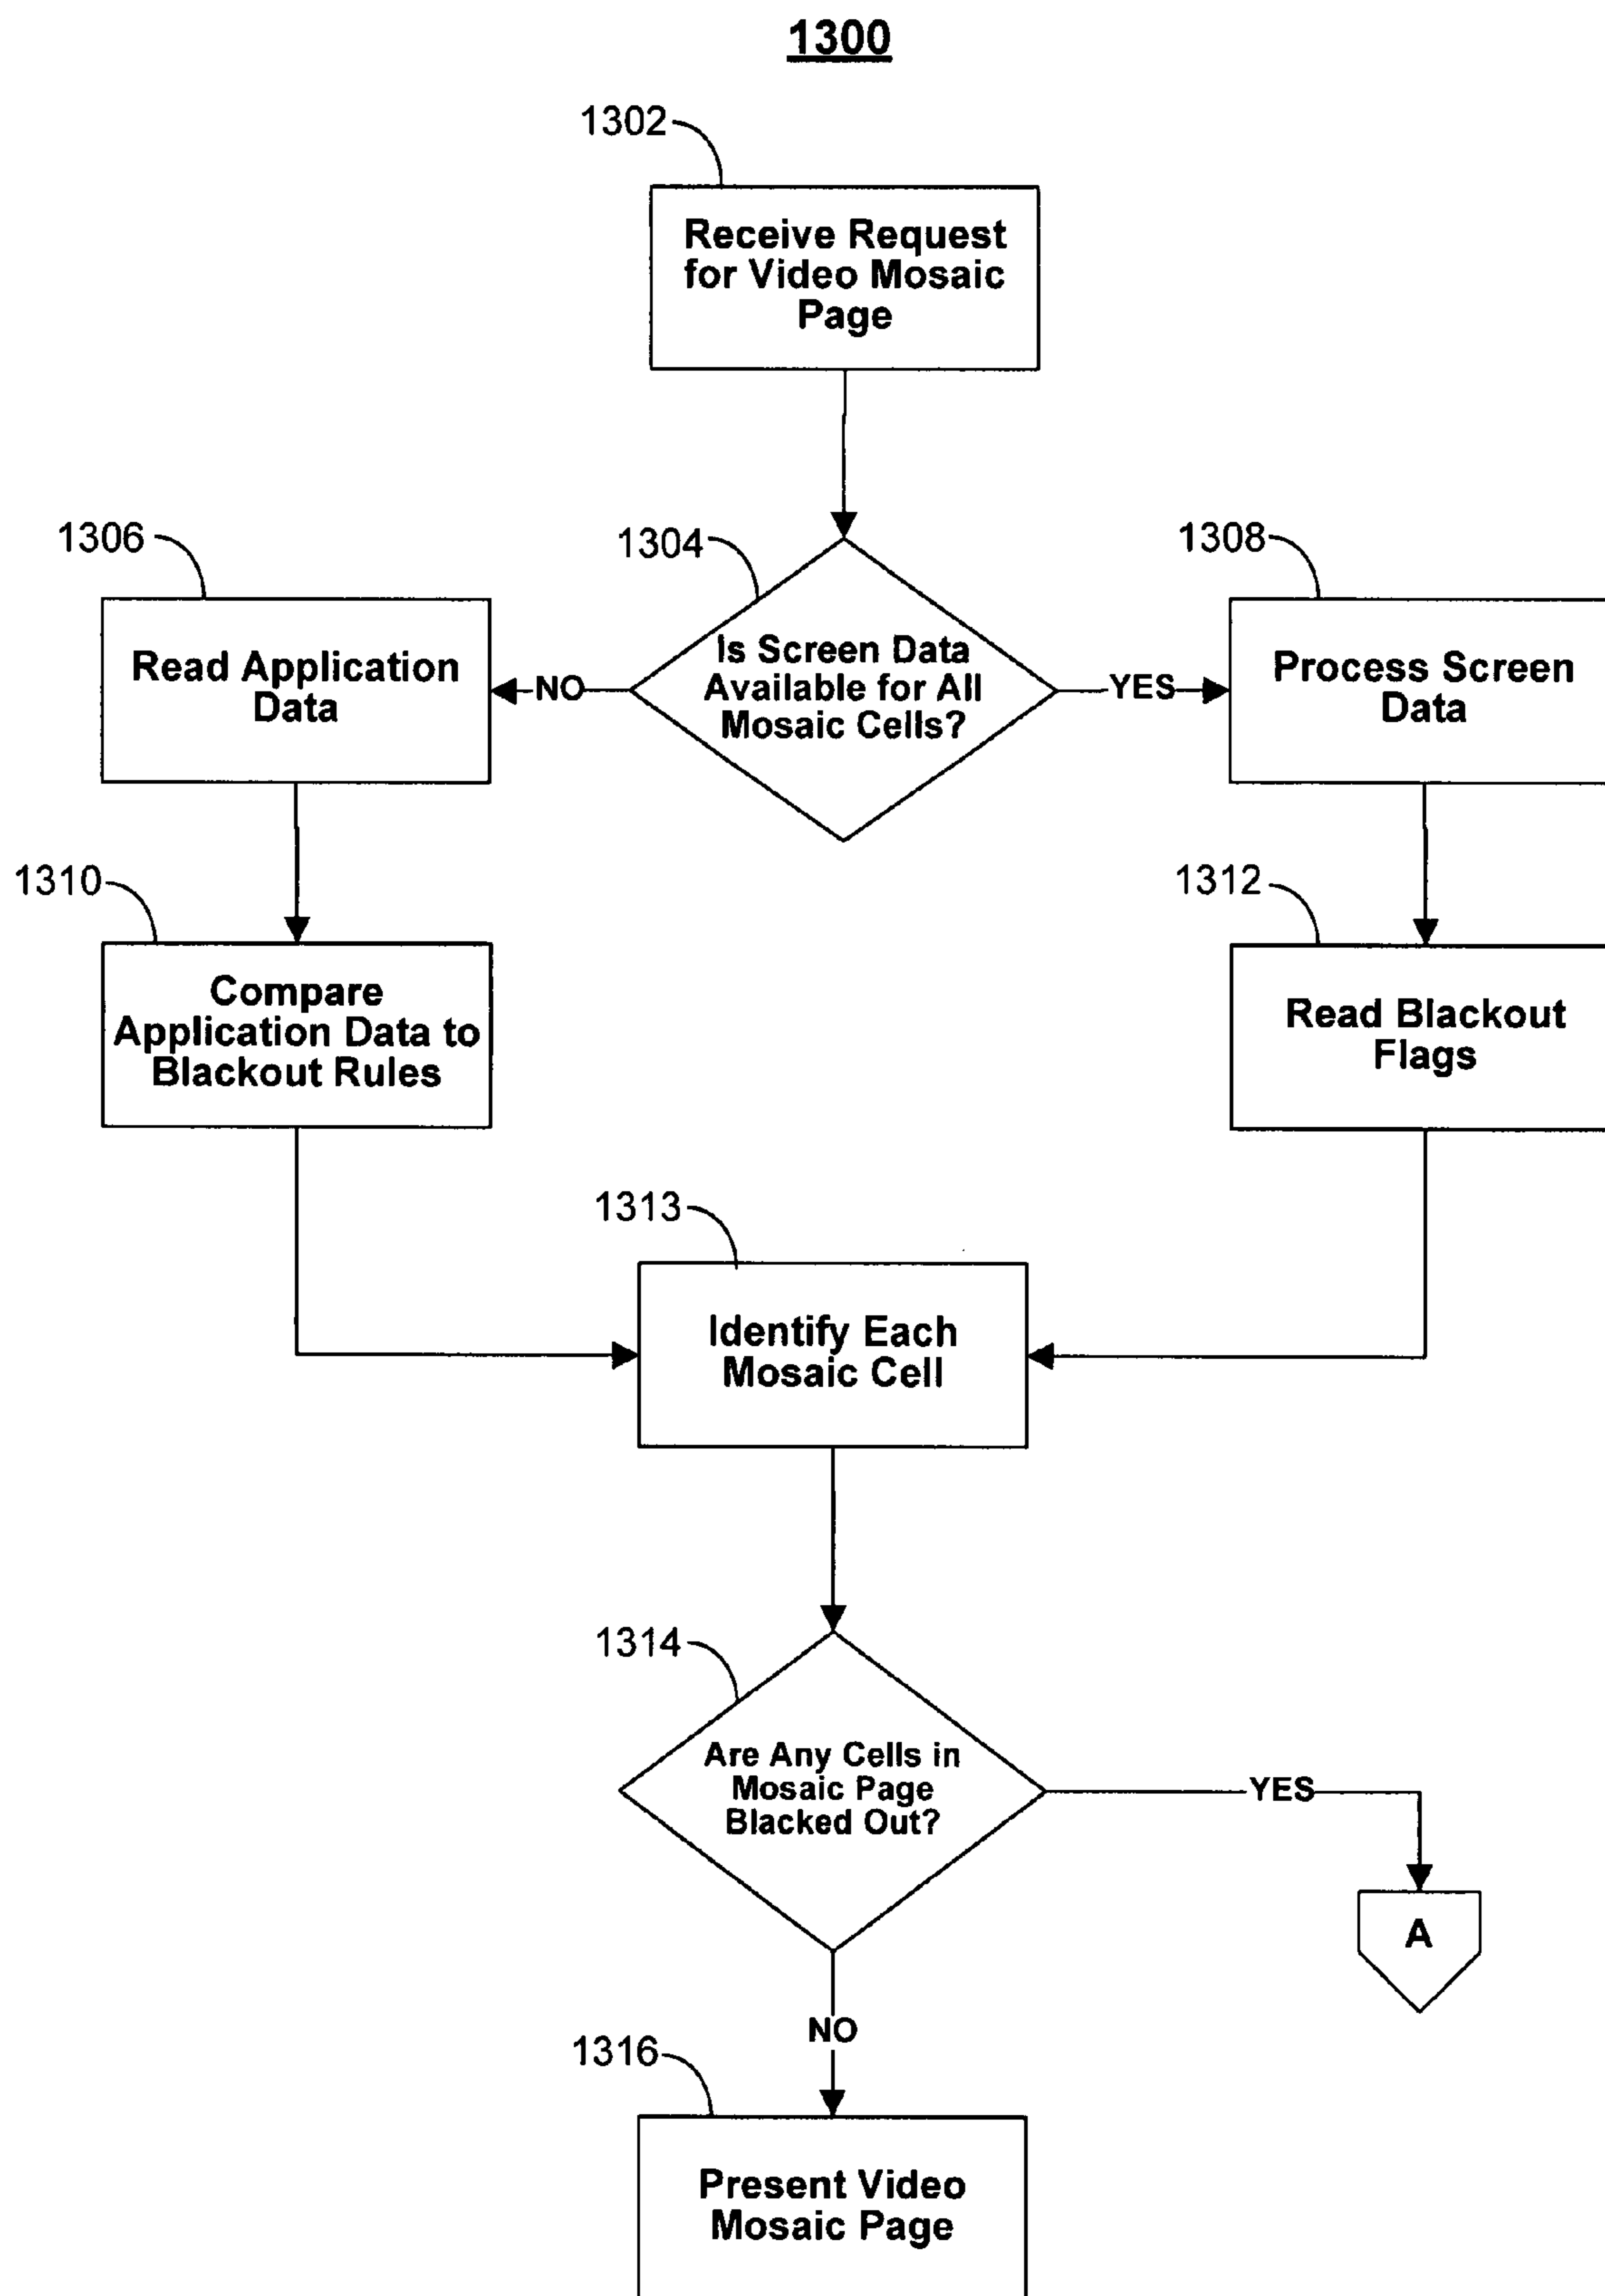 1300
1302
Receive Request
for Video Mosaic
Page
1306
1304
1308
Read Application
Data
NO
Is Screen Data
Available for All
Mosaic Cells?
YES
Process Screen
Data
1310
1312
Compare
Application Data to
Blackout Rules
Read Blackout
Flags
1313
Identify Each
Mosaic Cell
1314
Are Any Cells in
Mosaic Page
Blacked Out?
YES
A
NO
1316
Present Video
Mosaic Page